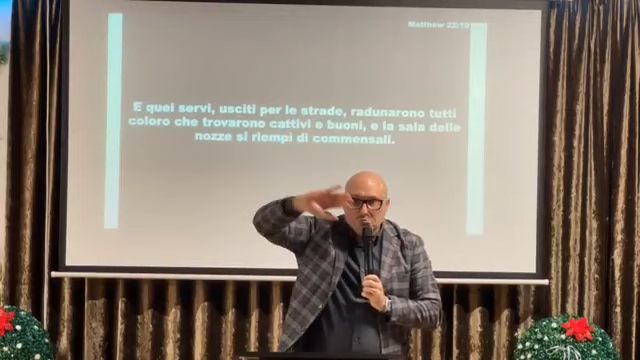 Matthew 22:10
E quei servi, usciti per le strade, radunarono tutti
coloro che trovarono cattivi e buoni, e la sala delle
nozze si riempì di commensali.